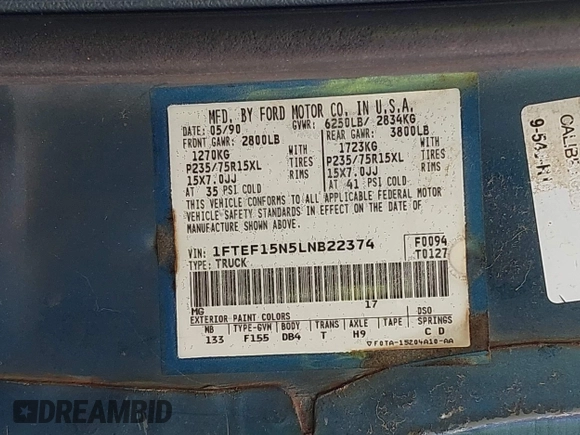 MFD. BY FORD MOTOR CO. IN U.S.A.
DATE: 05/90 GVWR: 6250LB/ 2834KG
FRONT GAWR: 2800LB REAR GAWR: 3800LB
1270KG WITH 1723KG WITH
P235/75R15XL TIRES P235/75R15XL TIRES
15X7.0JJ RIMS 15X7.0JJ RIMS
AT 35 PSI COLD AT 41 PSI COLD
THIS VEHICLE CONFORMS TO ALL APPLICABLE FEDERAL MOTOR
VEHICLE SAFETY STANDARDS IN EFFECT ON THE DATE OF
MANUFACTURE SHOWN ABOVE.
VIN: 1FTEF15N5LNB22374 F0094
TYPE: TRUCK T0127
MG 17
EXTERIOR PAINT COLORS DSO
WB TYPE-GVW BODY TRANS AXLE TAPE SPRINGS
133 F155 DB4 T H9 C D
▽F0TA-15204A10-AA
CALIB
DREAMBID